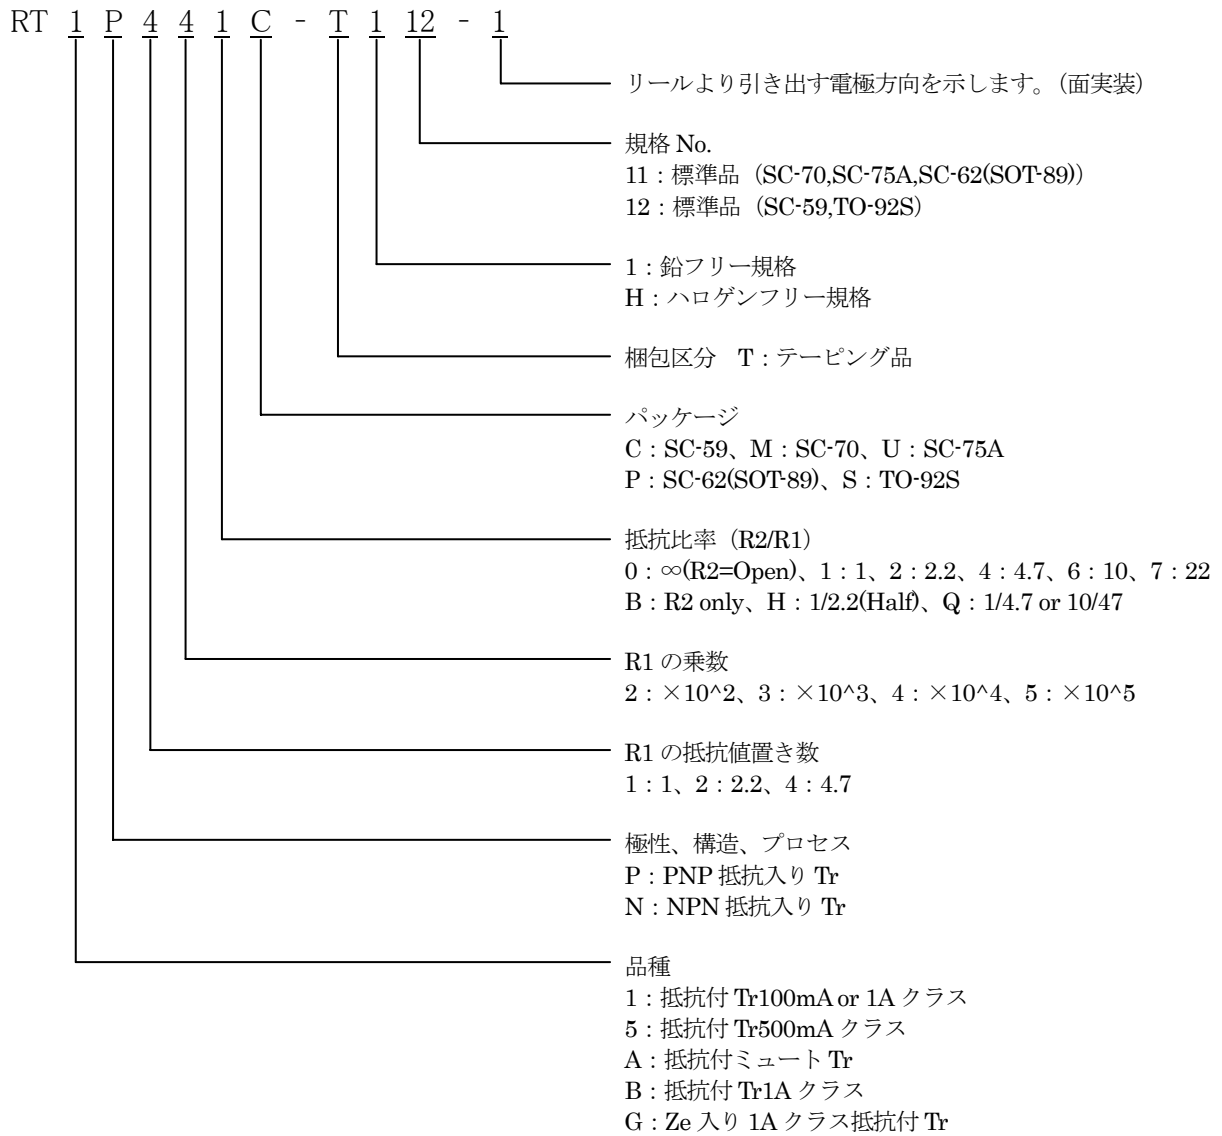 RT 1 P 4 4 1 C - T 1 12 - 1
リールより引き出す電極方向を示します。（面実装）
規格 No.
11：標準品（SC-70,SC-75A,SC-62(SOT-89)）
12：標準品（SC-59,TO-92S）
1：鉛フリー規格
H：ハロゲンフリー規格
梱包区分　T：テーピング品
パッケージ
C：SC-59、M：SC-70、U：SC-75A
P：SC-62(SOT-89)、S：TO-92S
抵抗比率（R2/R1）
0：∞(R2=Open)、1：1、2：2.2、4：4.7、6：10、7：22
B：R2 only、H：1/2.2(Half)、Q：1/4.7 or 10/47
R1 の乗数
2：×10^2、3：×10^3、4：×10^4、5：×10^5
R1 の抵抗値置き数
1：1、2：2.2、4：4.7
極性、構造、プロセス
P：PNP 抵抗入り Tr
N：NPN 抵抗入り Tr
品種
1：抵抗付 Tr100mA or 1A クラス
5：抵抗付 Tr500mA クラス
A：抵抗付ミュート Tr
B：抵抗付 Tr1A クラス
G：Ze 入り 1A クラス抵抗付 Tr